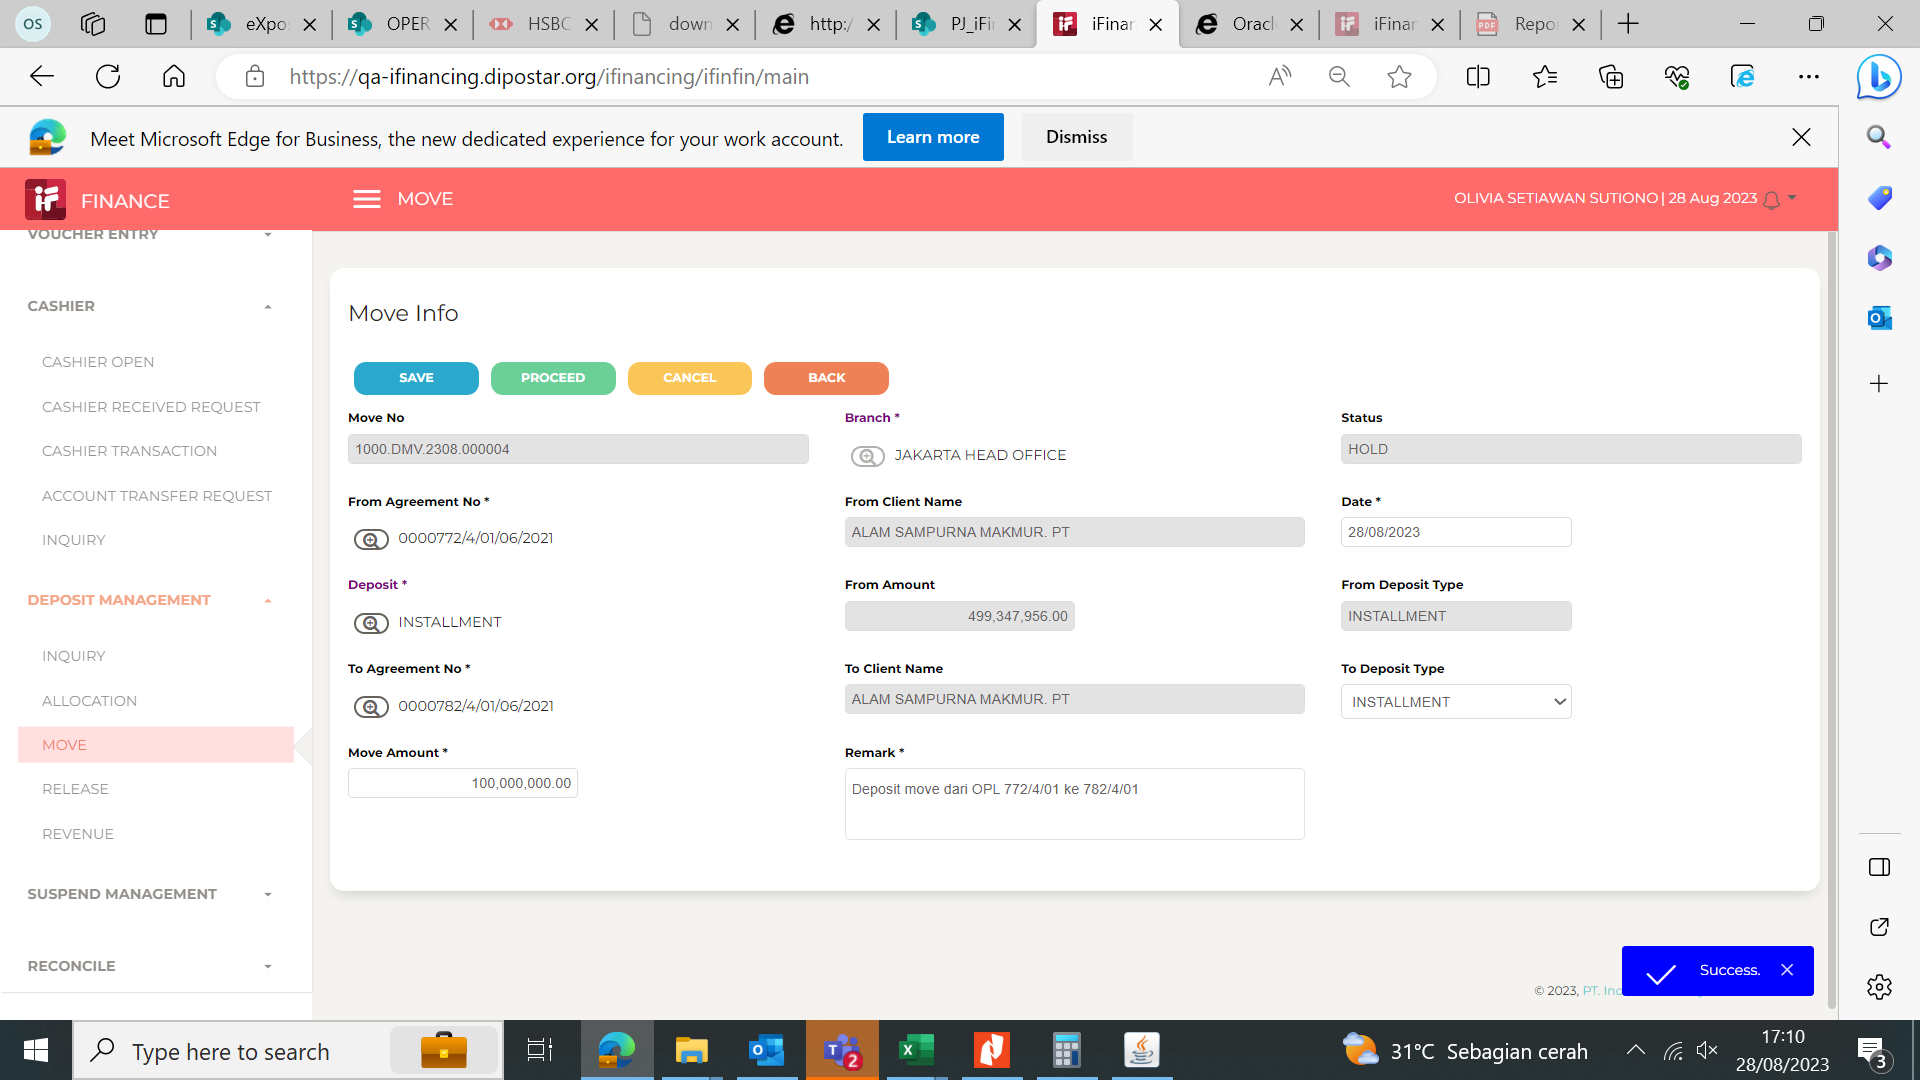 OS
eXpo
OPER
HSBC
down
http:/
PJ_iFi
iFinar
Oracl
iFinar
Repo
https://qa-ifinancing.dipostar.org/ifinancing/ifinfin/main
Meet Microsoft Edge for Business, the new dedicated experience for your work account.
Learn more
Dismiss
iF FINANCE
MOVE
OLIVIA SETIAWAN SUTIONO | 28 Aug 2023
VOUCHER ENTRY
CASHIER
CASHIER OPEN
CASHIER RECEIVED REQUEST
CASHIER TRANSACTION
ACCOUNT TRANSFER REQUEST
INQUIRY
DEPOSIT MANAGEMENT
INQUIRY
ALLOCATION
MOVE
RELEASE
REVENUE
SUSPEND MANAGEMENT
RECONCILE
Move Info
SAVE
PROCEED
CANCEL
BACK
Move No
1000.DMV.2308.000004
Branch *
JAKARTA HEAD OFFICE
Status
HOLD
From Agreement No *
0000772/4/01/06/2021
From Client Name
ALAM SAMPURNA MAKMUR. PT
Date *
28/08/2023
Deposit *
INSTALLMENT
From Amount
499,347,956.00
From Deposit Type
INSTALLMENT
To Agreement No *
0000782/4/01/06/2021
To Client Name
ALAM SAMPURNA MAKMUR. PT
To Deposit Type
INSTALLMENT
Move Amount *
100,000,000.00
Remark *
Deposit move dari OPL 772/4/01 ke 782/4/01
Success.
© 2023, PT. Inc
Type here to search
2
31°C Sebagian cerah
17:10
28/08/2023
3